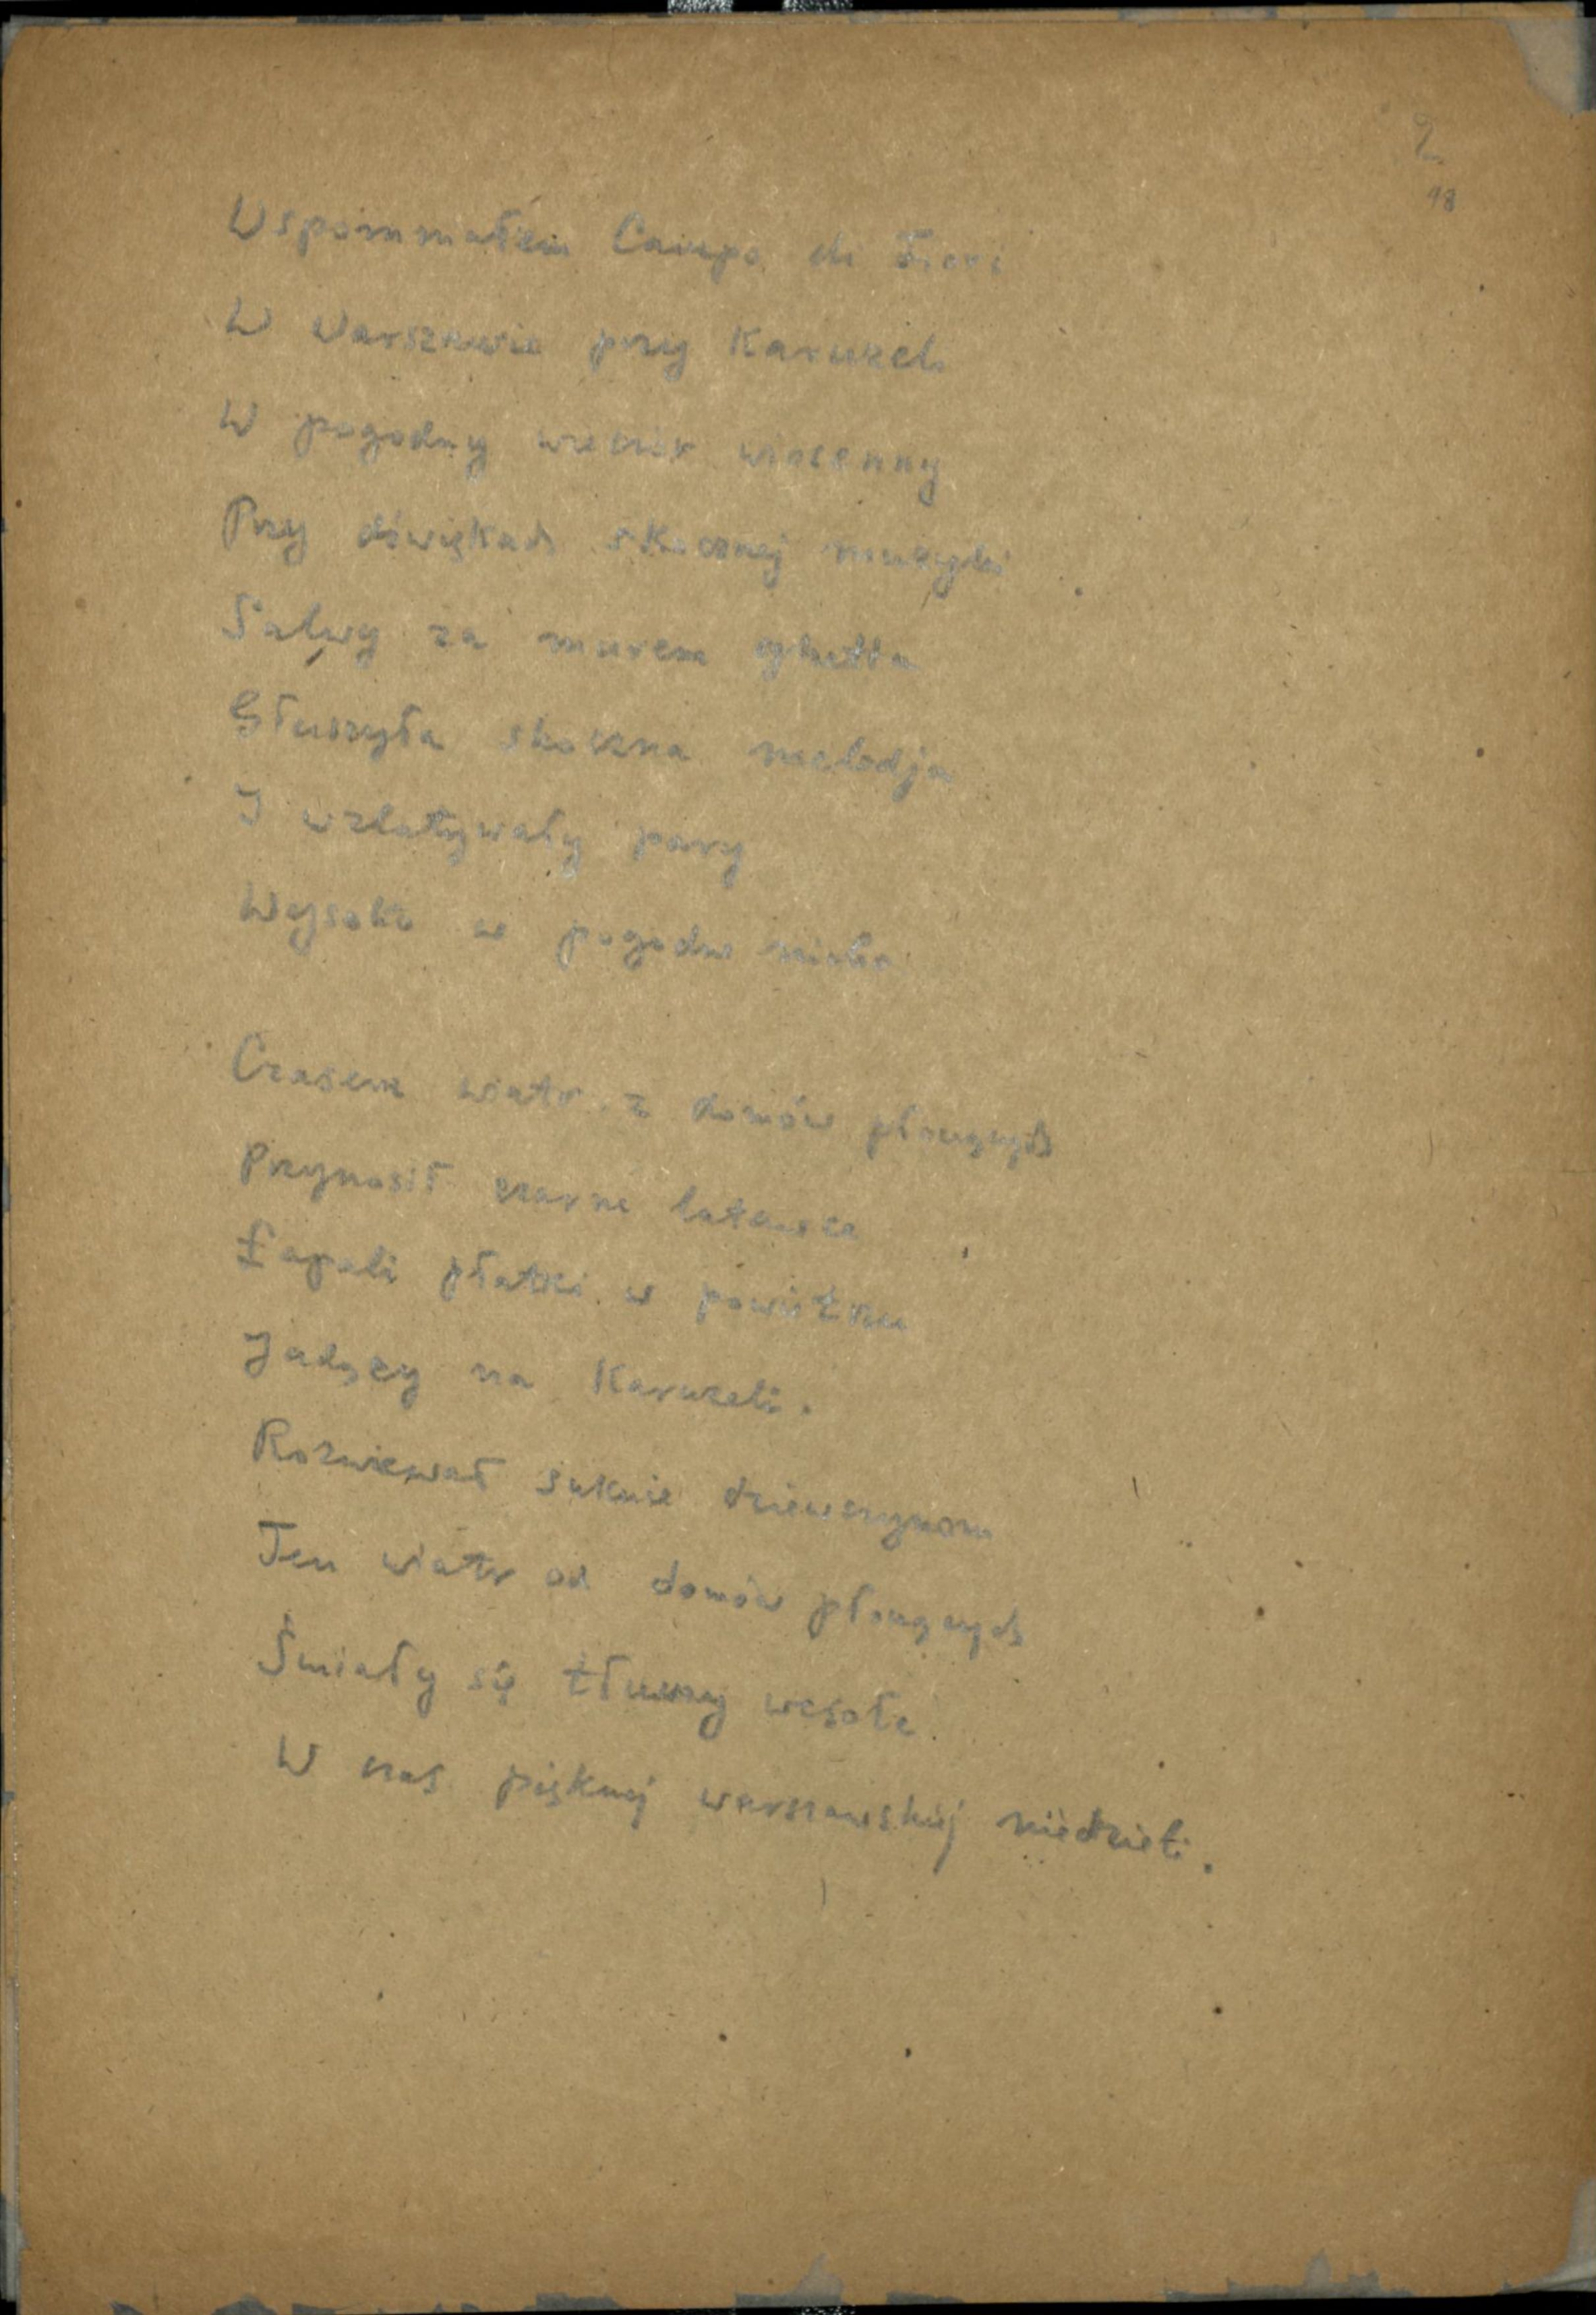 2
18
Wspomniałem Campo di Fiori
W Warszawie przy Karuzeli
W pogodny wieczór wiosenny
Przy dźwiękach skocznej muzyki.
Salwy za murem ghetta
Głuszyła skoczna melodja
I wzlatywały pary
Wysoko w pogodne niebo

Czasem wiatr z domów płonących
Przynosił czarne latawce
Łapali płatki w powietrzu
Jadący na Karuzeli.
Rozwiewał suknie dziewczynom
Ten wiatr od domów płonących
Śmiały się tłumy wesołe
W czas pięknej warszawskiej niedzieli.